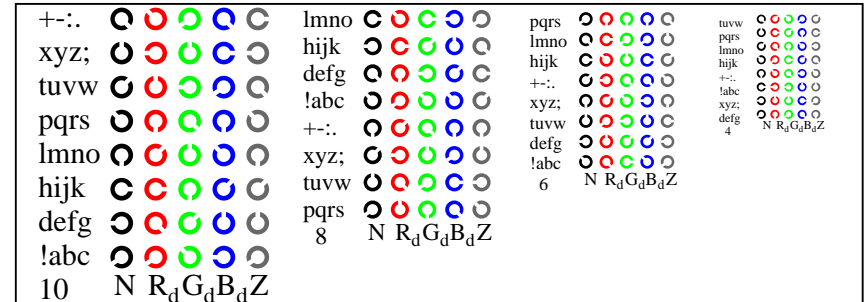 +-:.
xyz;
tuvw
pqrs
lmno
hijk
defg
!abc
10 N RdGdBdZ
lmno
hijk
defg
!abc
+-:.
xyz;
tuvw
pqrs
8 N RdGdBdZ
pqrs
lmno
hijk
+-:.
xyz;
tuvw
defg
!abc
6 N RdGdBdZ
tuvw
pqrs
lmno
hijk
+-:.
!abc
xyz;
defg
4 N RdGdBdZ